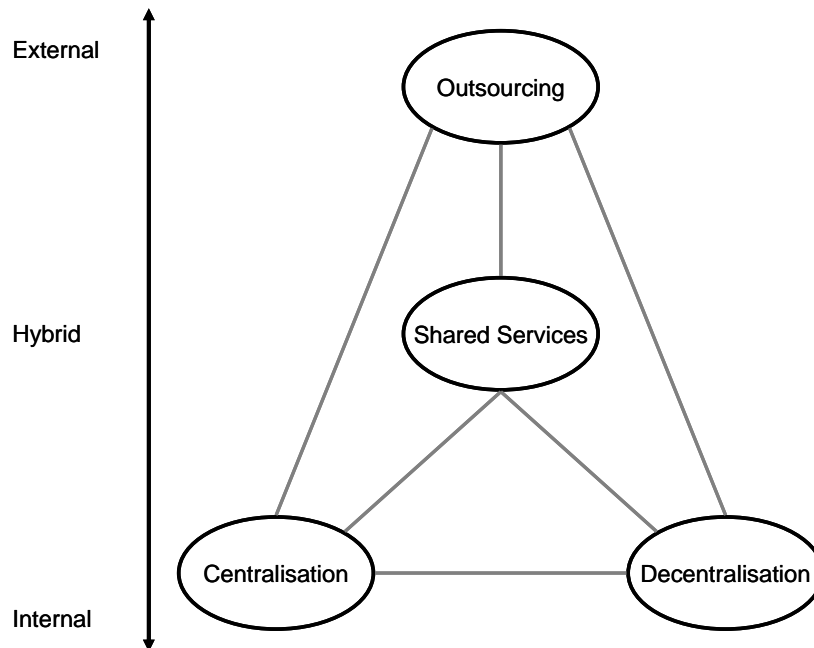 External
Outsourcing
Hybrid
Shared Services
Centralisation
Decentralisation
Internal